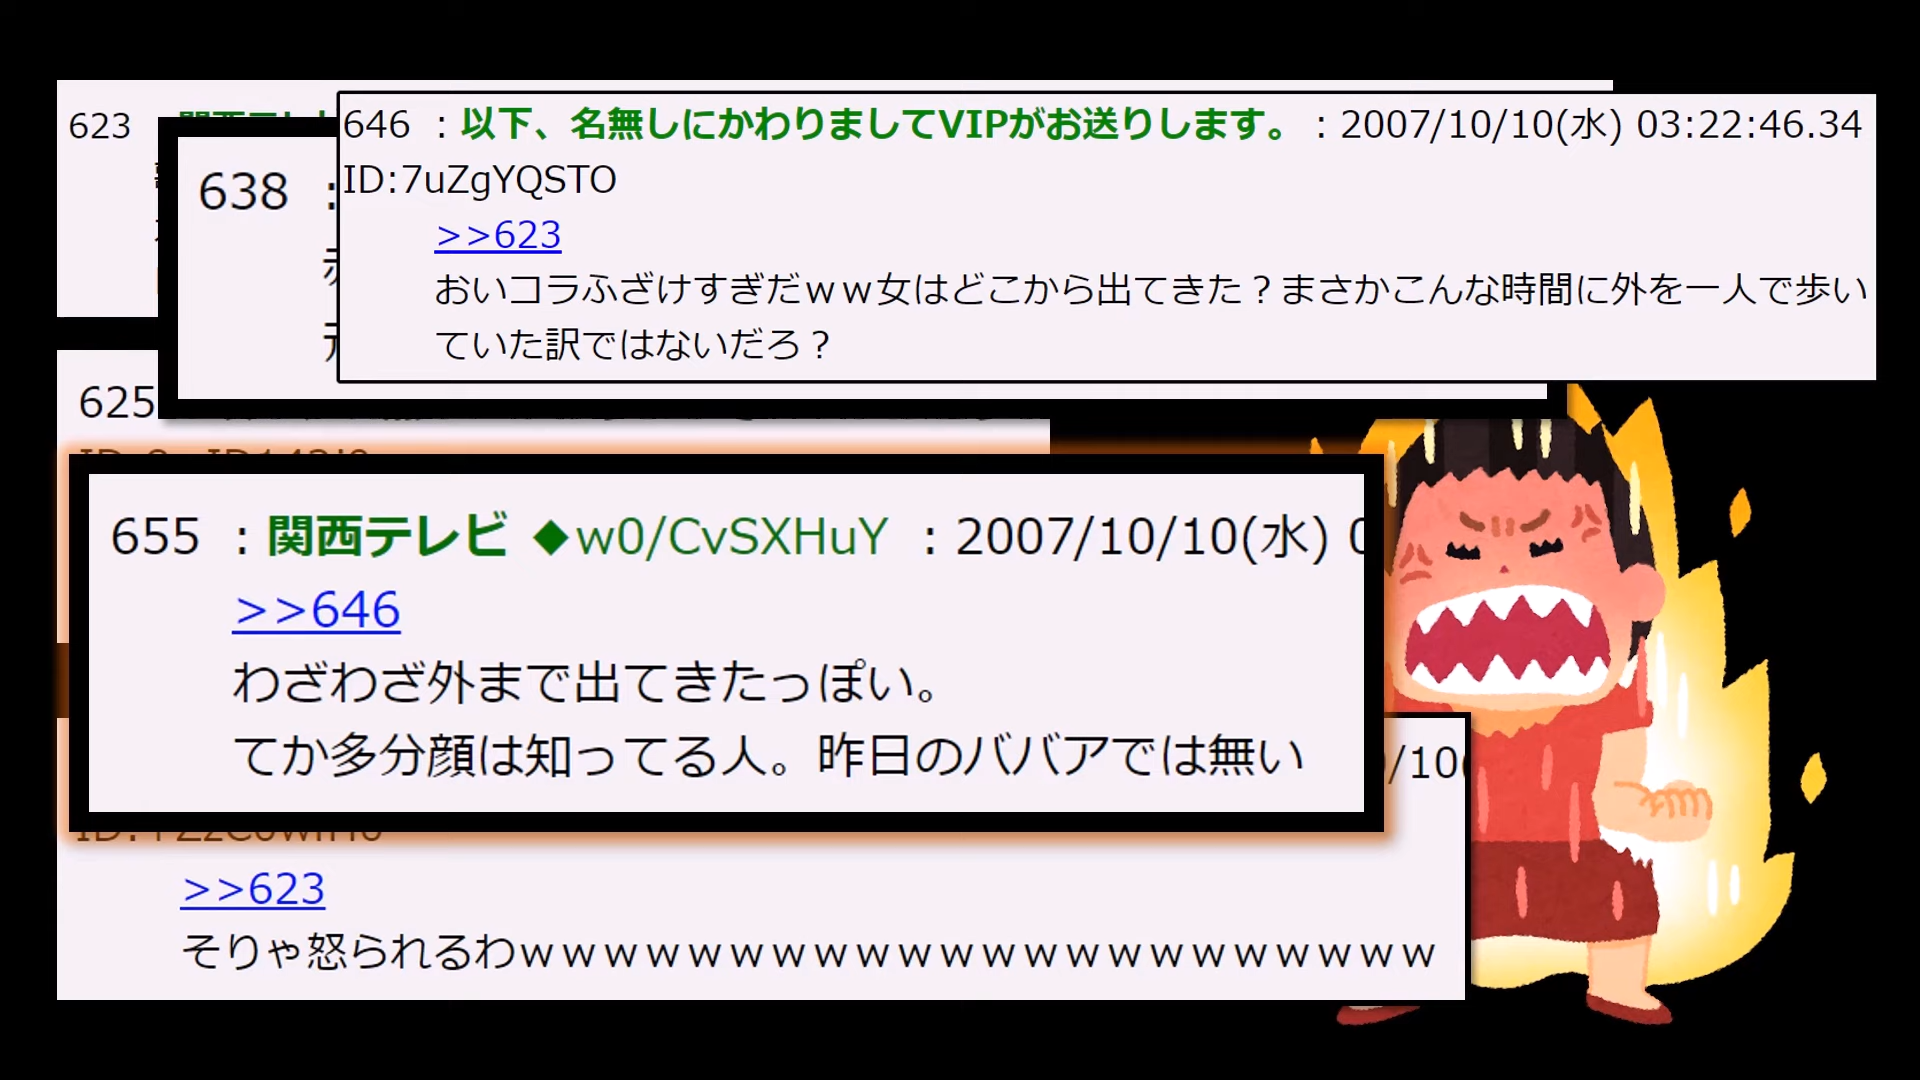 623
638 :
646 ：以下、名無しにかわりましてVIPがお送りします。：2007/10/10(水) 03:22:46.34
ID:7uZgYQSTO
>>623
おいコラふざけすぎだｗｗ女はどこから出てきた？まさかこんな時間に外を一人で歩い
ていた訳ではないだろ？
625
655 ：関西テレビ ◆w0/CvSXHuY ：2007/10/10(水)
>>646
わざわざ外まで出てきたっぽい。
てか多分顔は知ってる人。昨日のババアでは無い
/10(
>>623
そりゃ怒られるわｗｗｗｗｗｗｗｗｗｗｗｗｗｗｗｗｗｗｗｗｗｗ